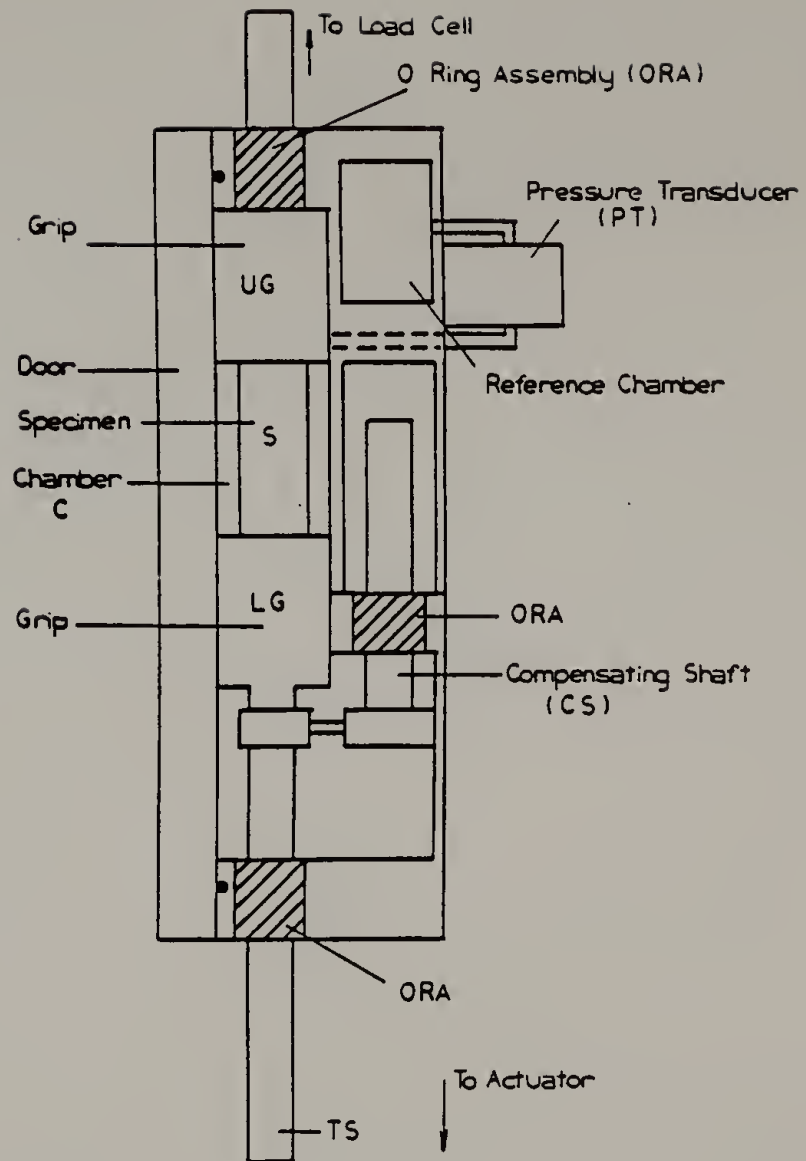 To Load Cell
O Ring Assembly (ORA)
Pressure Transducer
(PT)
Grip
UG
Door
Reference Chamber
Specimen
S
Chamber
C
LG
Grip
ORA
Compensating Shaft
(CS)
ORA
To Actuator
TS